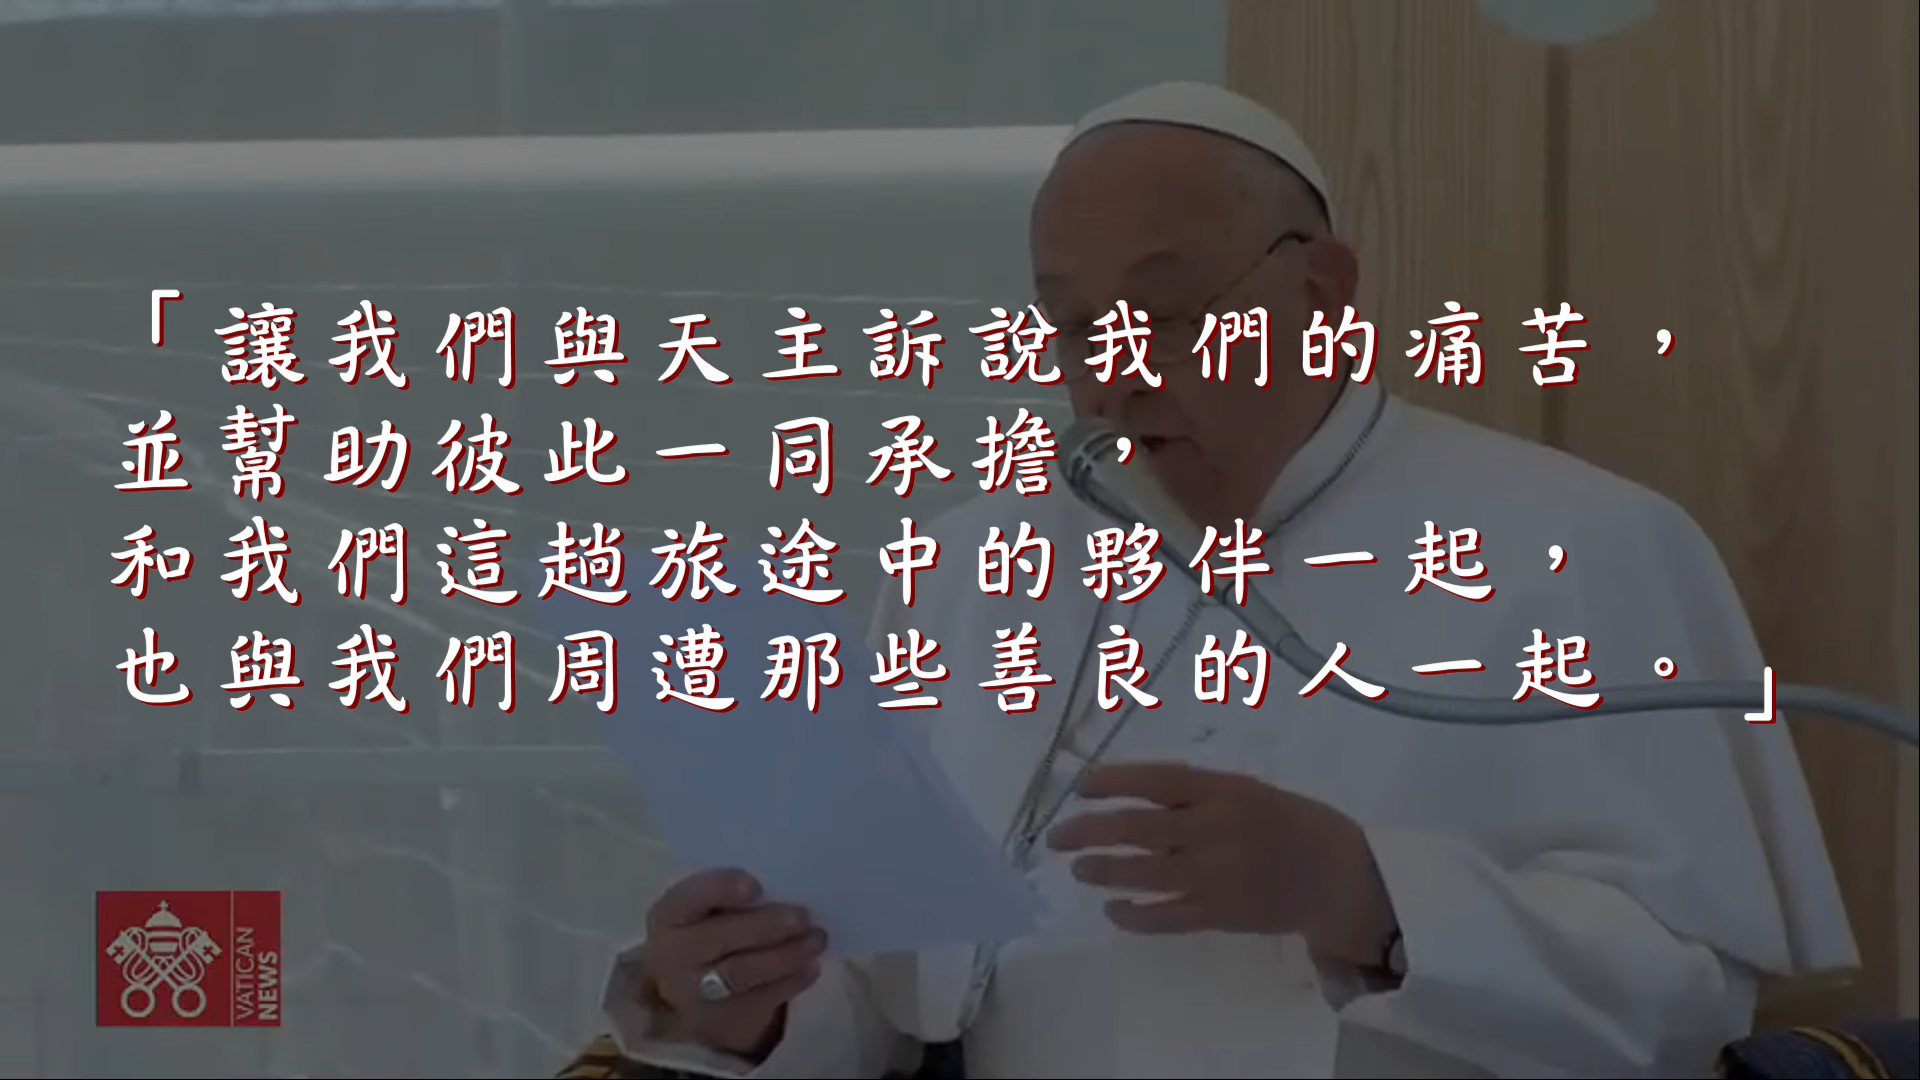 「讓我們與天主訴說我們的痛苦，
並幫助彼此一同承擔，
和我們這趟旅途中的夥伴一起，
也與我們周遭那些善良的人一起。」
VATICAN
NEWS